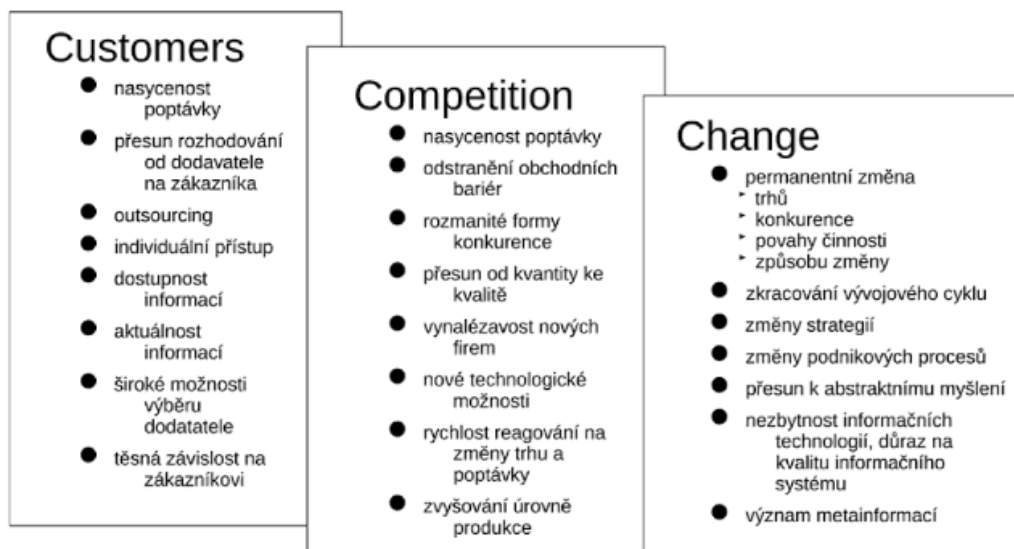 Customers
nasycenost
poptávky
přesun rozhodování
od dodavatele
na zákazníka
outsourcing
individuální přístup
dostupnost
informací
aktuálnost
informací
široké možnosti
výběru
dodatatele
těsná závislost na
zákazníkovi
Competition
nasycenost poptávky
odstranění obchodních
bariér
rozmanité formy
konkurence
přesun od kvantity ke
kvalitě
vynalézavost nových
firem
nové technologické
možnosti
rychlost reagování na
změny trhu a
poptávky
zvyšování úrovně
produkce
Change
permanentní změna
trhů
konkurence
povahy činnosti
způsobu změny
zkracování vývojového cyklu
změny strategií
změny podnikových procesů
přesun k abstraktnímu myšlení
nezbytnost informačních
technologií, důraz na
kvalitu informačního
systému
význam metainformací